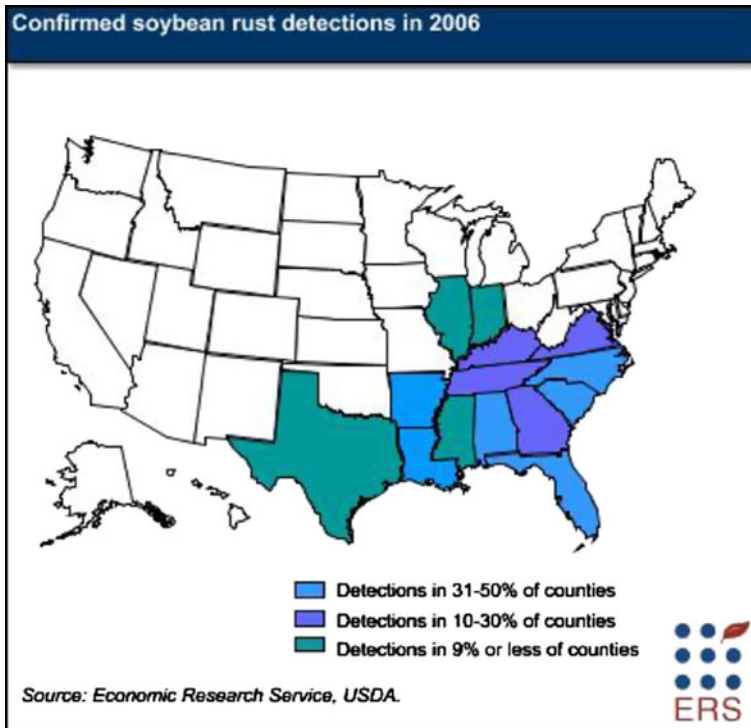 Confirmed soybean rust detections in 2006
Detections in 31-50% of counties
Detections in 10-30% of counties
Detections in 9% or less of counties
Source: Economic Research Service, USDA.
ERS